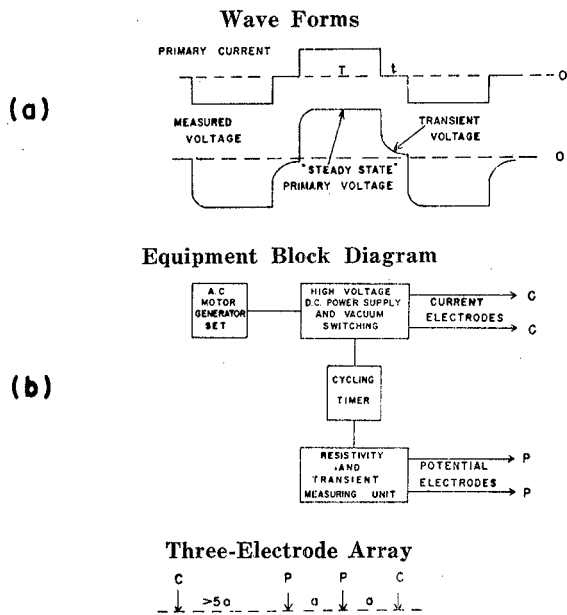 Wave Forms
PRIMARY CURRENT
T
t
O
(a)
MEASURED
VOLTAGE
TRANSIENT
VOLTAGE
O
"STEADY STATE"
PRIMARY VOLTAGE
Equipment Block Diagram
A.C
MOTOR
GENERATOR
SET
HIGH VOLTAGE
D.C. POWER SUPPLY
AND VACUUM
SWITCHING
CURRENT
ELECTRODES
C
C
(b)
CYCLING
TIMER
RESISTIVITY
AND
TRANSIENT
MEASURING UNIT
POTENTIAL
ELECTRODES
P
P
Three-Electrode Array
C P P C
>5a a a